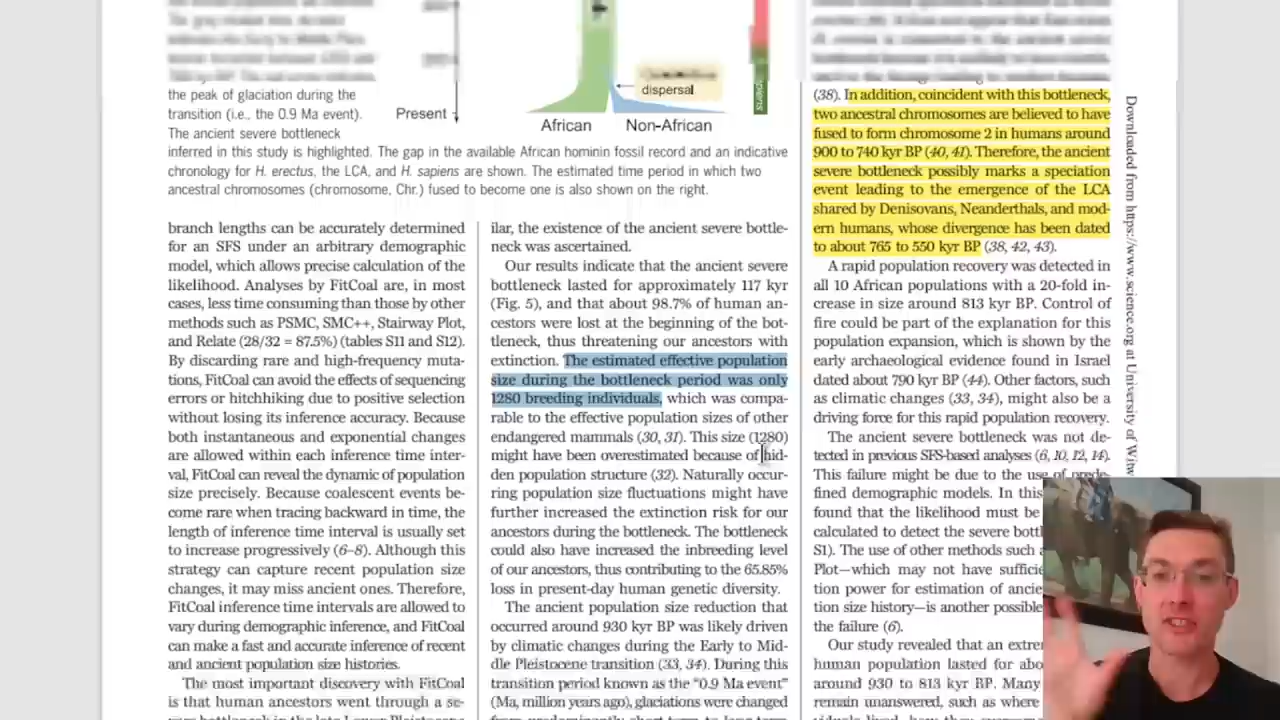 the peak of glaciation during the
transition (i.e., the 0.9 Ma event).
The ancient severe bottleneck
inferred in this study is highlighted. The gap in the available African hominin fossil record and an indicative
chronology for H. erectus, the LCA, and H. sapiens are shown. The estimated time period in which two
ancestral chromosomes (chromosome, Chr.) fused to become one is also shown on the right.
Present
dispersal
African
Non-African
branch lengths can be accurately determined
for an SFS under an arbitrary demographic
model, which allows precise calculation of the
likelihood. Analyses by FitCoal are, in most
cases, less time consuming than those by other
methods such as PSMC, SMC++, Stairway Plot,
and Relate (28/32 = 87.5%) (tables S11 and S12).
By discarding rare and high-frequency muta-
tions, FitCoal can avoid the effects of sequencing
errors or hitchhiking due to positive selection
without losing its inference accuracy. Because
both instantaneous and exponential changes
are allowed within each inference time inter-
val, FitCoal can reveal the dynamic of population
size precisely. Because coalescent events be-
come rare when tracing backward in time, the
length of inference time interval is usually set
to increase progressively (6–8). Although this
strategy can capture recent population size
changes, it may miss ancient ones. Therefore,
FitCoal inference time intervals are allowed to
vary during demographic inference, and FitCoal
can make a fast and accurate inference of recent
and ancient population size histories.
The most important discovery with FitCoal
is that human ancestors went through a se-
ilar, the existence of the ancient severe bottle-
neck was ascertained.
Our results indicate that the ancient severe
bottleneck lasted for approximately 117 kyr
(Fig. 5), and that about 98.7% of human an-
cestors were lost at the beginning of the bot-
tleneck, thus threatening our ancestors with
extinction. The estimated effective population
size during the bottleneck period was only
1280 breeding individuals, which was compa-
rable to the effective population sizes of other
endangered mammals (30, 31). This size (1280)
might have been overestimated because of hid-
den population structure (32). Naturally occur-
ring population size fluctuations might have
further increased the extinction risk for our
ancestors during the bottleneck. The bottleneck
could also have increased the inbreeding level
of our ancestors, thus contributing to the 65.85%
loss in present-day human genetic diversity.
The ancient population size reduction that
occurred around 930 kyr BP was likely driven
by climatic changes during the Early to Mid-
dle Pleistocene transition (33, 34). During this
transition period known as the "0.9 Ma event"
(Ma, million years ago), glaciations were changed
(38). In addition, coincident with this bottleneck,
two ancestral chromosomes are believed to have
fused to form chromosome 2 in humans around
900 to 740 kyr BP (40, 41). Therefore, the ancient
severe bottleneck possibly marks a speciation
event leading to the emergence of the LCA
shared by Denisovans, Neanderthals, and mod-
ern humans, whose divergence has been dated
to about 765 to 550 kyr BP (38, 42, 43).
A rapid population recovery was detected in
all 10 African populations with a 20-fold in-
crease in size around 813 kyr BP. Control of
fire could be part of the explanation for this
population expansion, which is shown by the
early archaeological evidence found in Israel
dated about 790 kyr BP (44). Other factors, such
as climatic changes (33, 34), might also be a
driving force for this rapid population recovery.
The ancient severe bottleneck was not de-
tected in previous SFS-based analyses (6, 10, 12, 14).
This failure might be due to the use of prede-
fined demographic models. In this
found that the likelihood must be
calculated to detect the severe bott
S1). The use of other methods such a
Plot—which may not have sufficie
tion power for estimation of ancie
tion size history—is another possible
the failure (6).
Our study revealed that an extre
human population lasted for abo
around 930 to 813 kyr BP. Many
remain unanswered, such as where
Downloaded from https://www.science.org at University of Witw